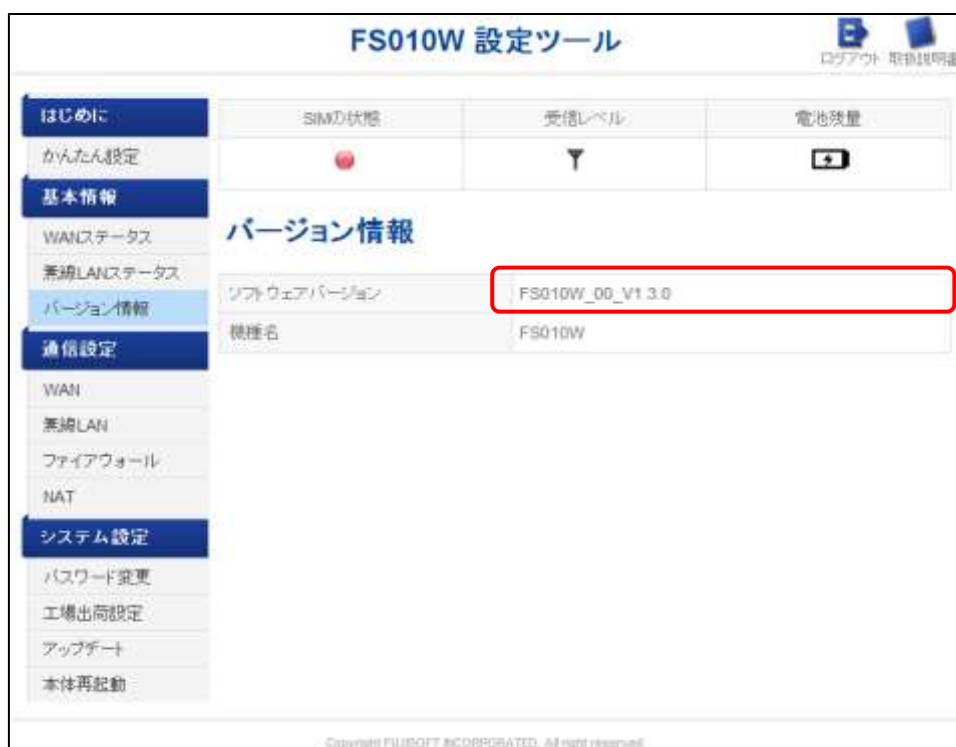 FS010W 設定ツール
ログアウト 取扱説明書
はじめに
かんたん設定
基本情報
WANステータス
無線LANステータス
バージョン情報
通信設定
WAN
無線LAN
ファイアウォール
NAT
システム設定
パスワード変更
工場出荷設定
アップデート
本体再起動
SIMの状態 受信レベル 電池残量
バージョン情報
ソフトウェアバージョン FS010W_00_V1.3.0
機種名 FS010W
Copyright FUJISOFT INCORPORATED. All right reserved.